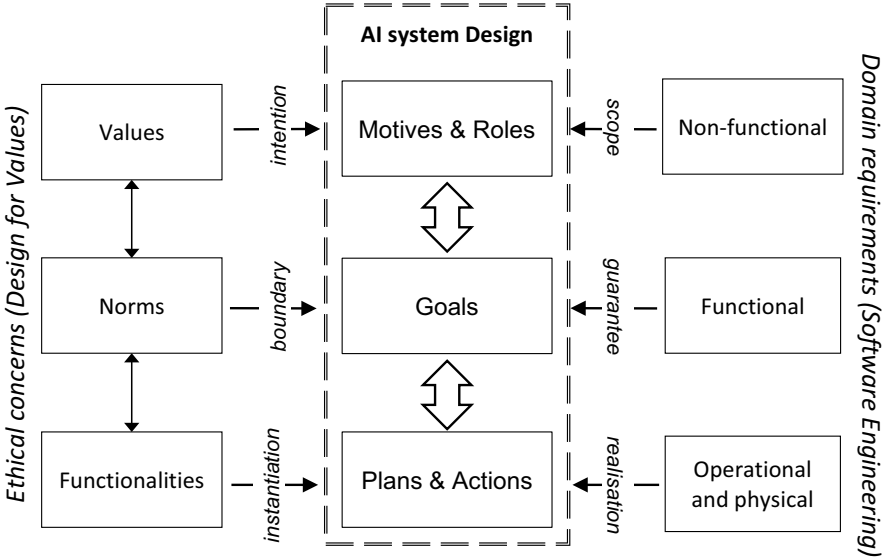 AI system Design
Ethical concerns (Design for Values)
Values
intention
Motives & Roles
scope
Non-functional
Norms
boundary
Goals
guarantee
Functional
Functionalities
instantiation
Plans & Actions
realisation
Operational
and physical
Domain requirements (Software Engineering)